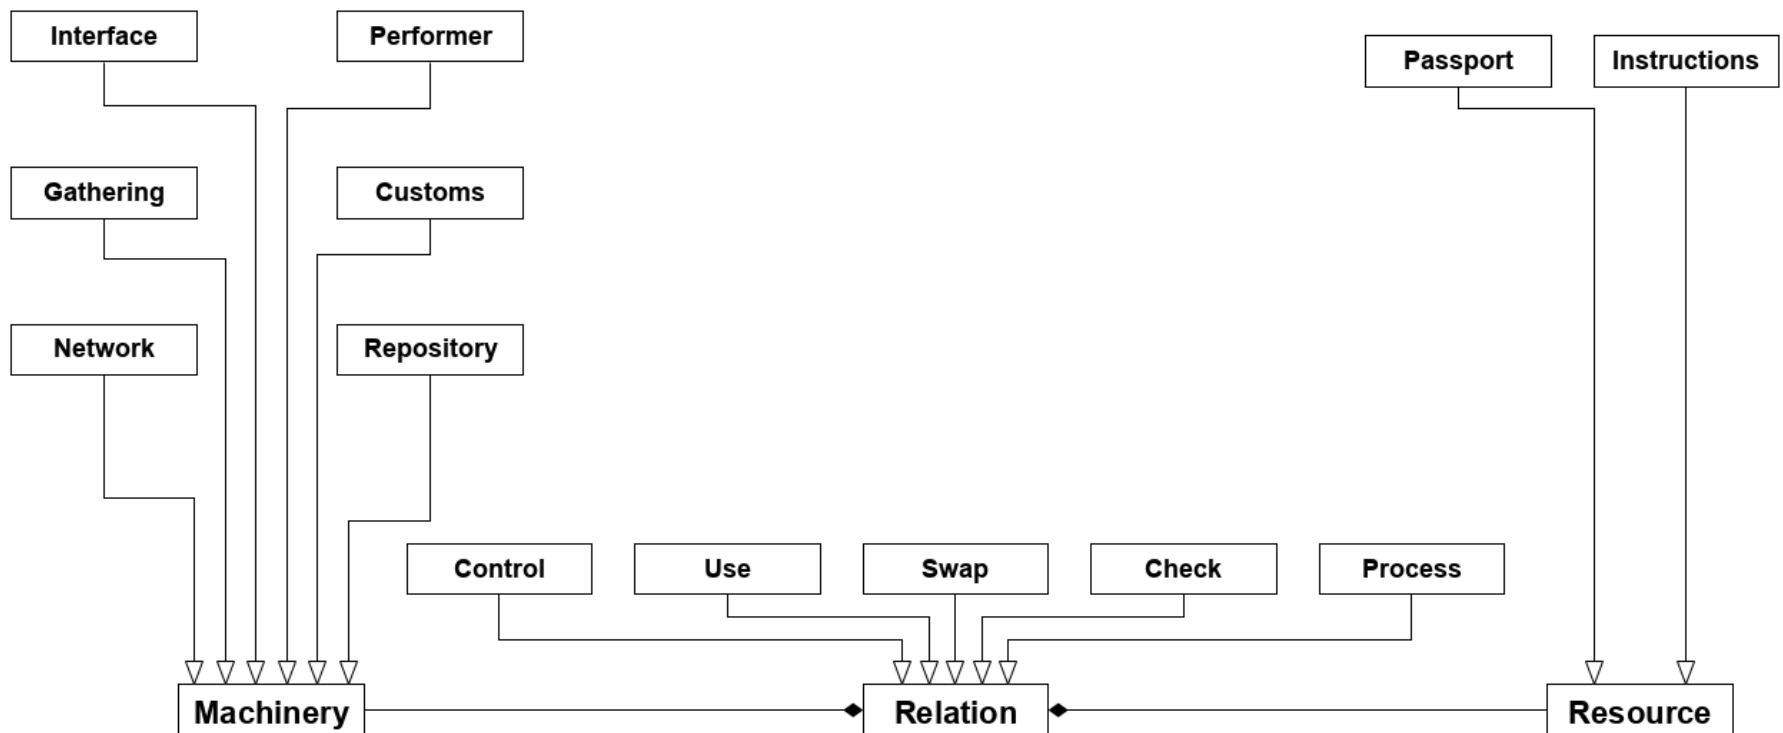 Interface
Performer
Passport
Instructions
Gathering
Customs
Network
Repository
Control
Use
Swap
Check
Process
Machinery
Relation
Resource